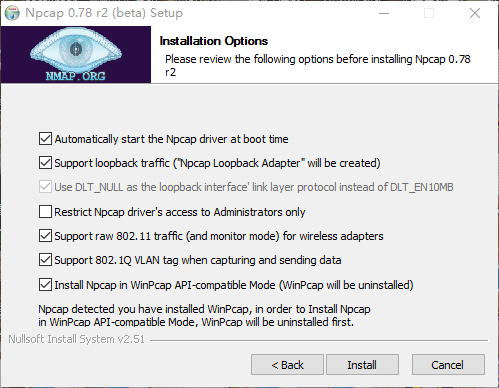 Npcap 0.78 r2 (beta) Setup
NMAP.ORG
Installation Options
Please review the following options before installing Npcap 0.78
r2
Automatically start the Npcap driver at boot time
Support loopback traffic ("Npcap Loopback Adapter" will be created)
Use DLT_NULL as the loopback interface' link layer protocol instead of DLT_EN10MB
Restrict Npcap driver's access to Administrators only
Support raw 802.11 traffic (and monitor mode) for wireless adapters
Support 802.1Q VLAN tag when capturing and sending data
Install Npcap in WinPcap API-compatible Mode (WinPcap will be uninstalled)
Npcap detected you have installed WinPcap, in order to Install Npcap
in WinPcap API-compatible Mode, WinPcap will be uninstalled first.
Nullsoft Install System v2.51
< Back
Install
Cancel